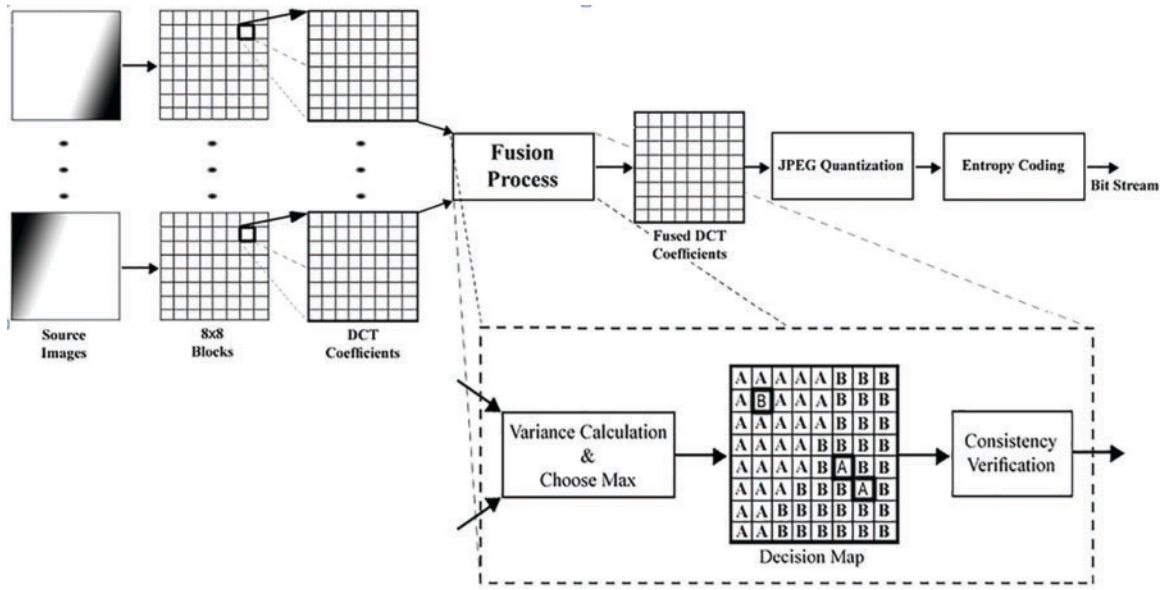 Fusion
Process
JPEG Quantization
Entropy Coding
Bit Stream
Fused DCT
Coefficients
Source
Images
8x8
Blocks
DCT
Coefficients
Variance Calculation
&
Choose Max
A A A A A B B B
A B A A A B B B
A A A A A B B B
A A A A B B B B
A A A A B A B B
A A A B B B A B
A A B B B B B B
A A B B B B B B
Decision Map
Consistency
Verification